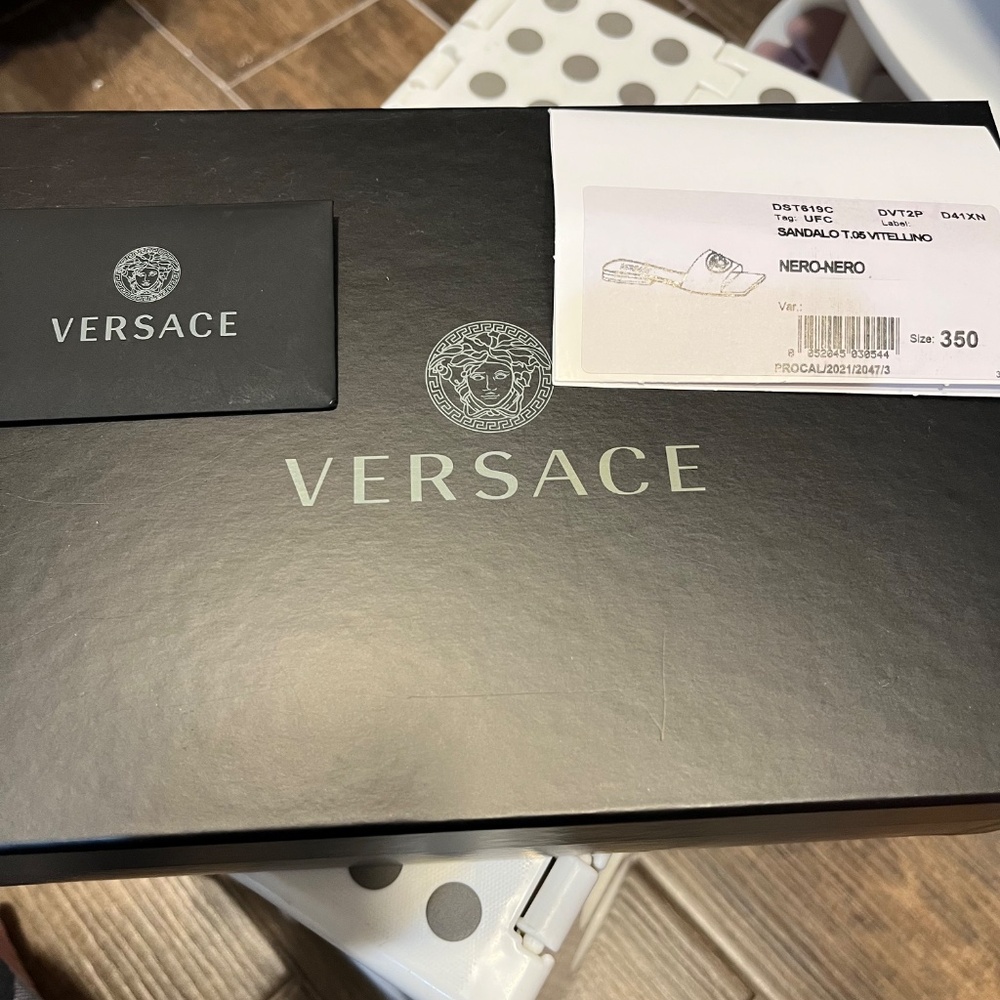 VERSACE
VERSACE
DST619C DVT2P D41XN
Tag: UFC Label:
SANDALO T.05 VITELLINO
NERO-NERO
Var.:
Size: 350
8 052045 030544
PROCAL/2021/2047/3